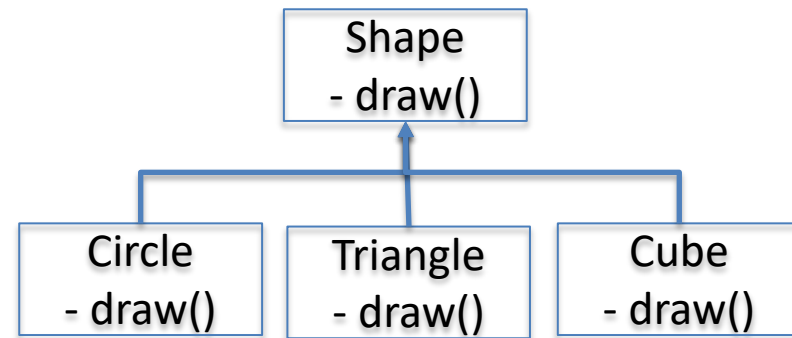 Shape
- draw()
Circle
- draw()
Triangle
- draw()
Cube
- draw()